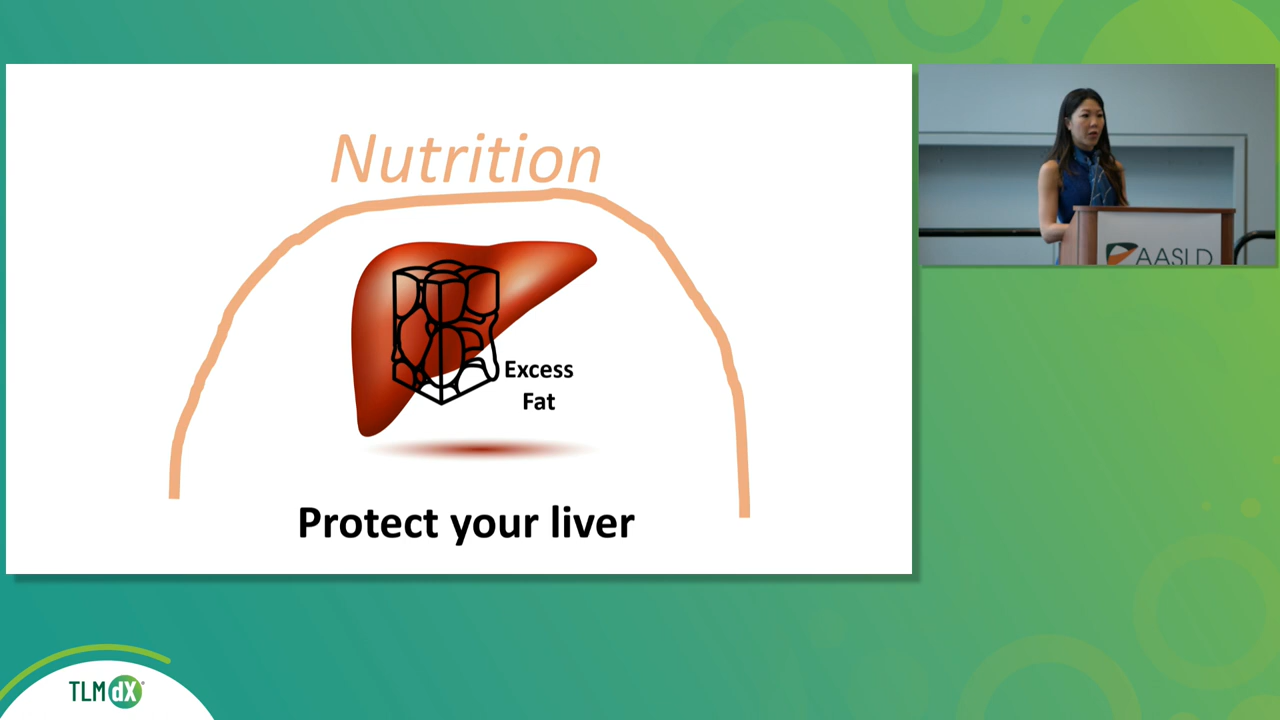 Nutrition
Excess
Fat
Protect your liver
AASLD
TLMdX